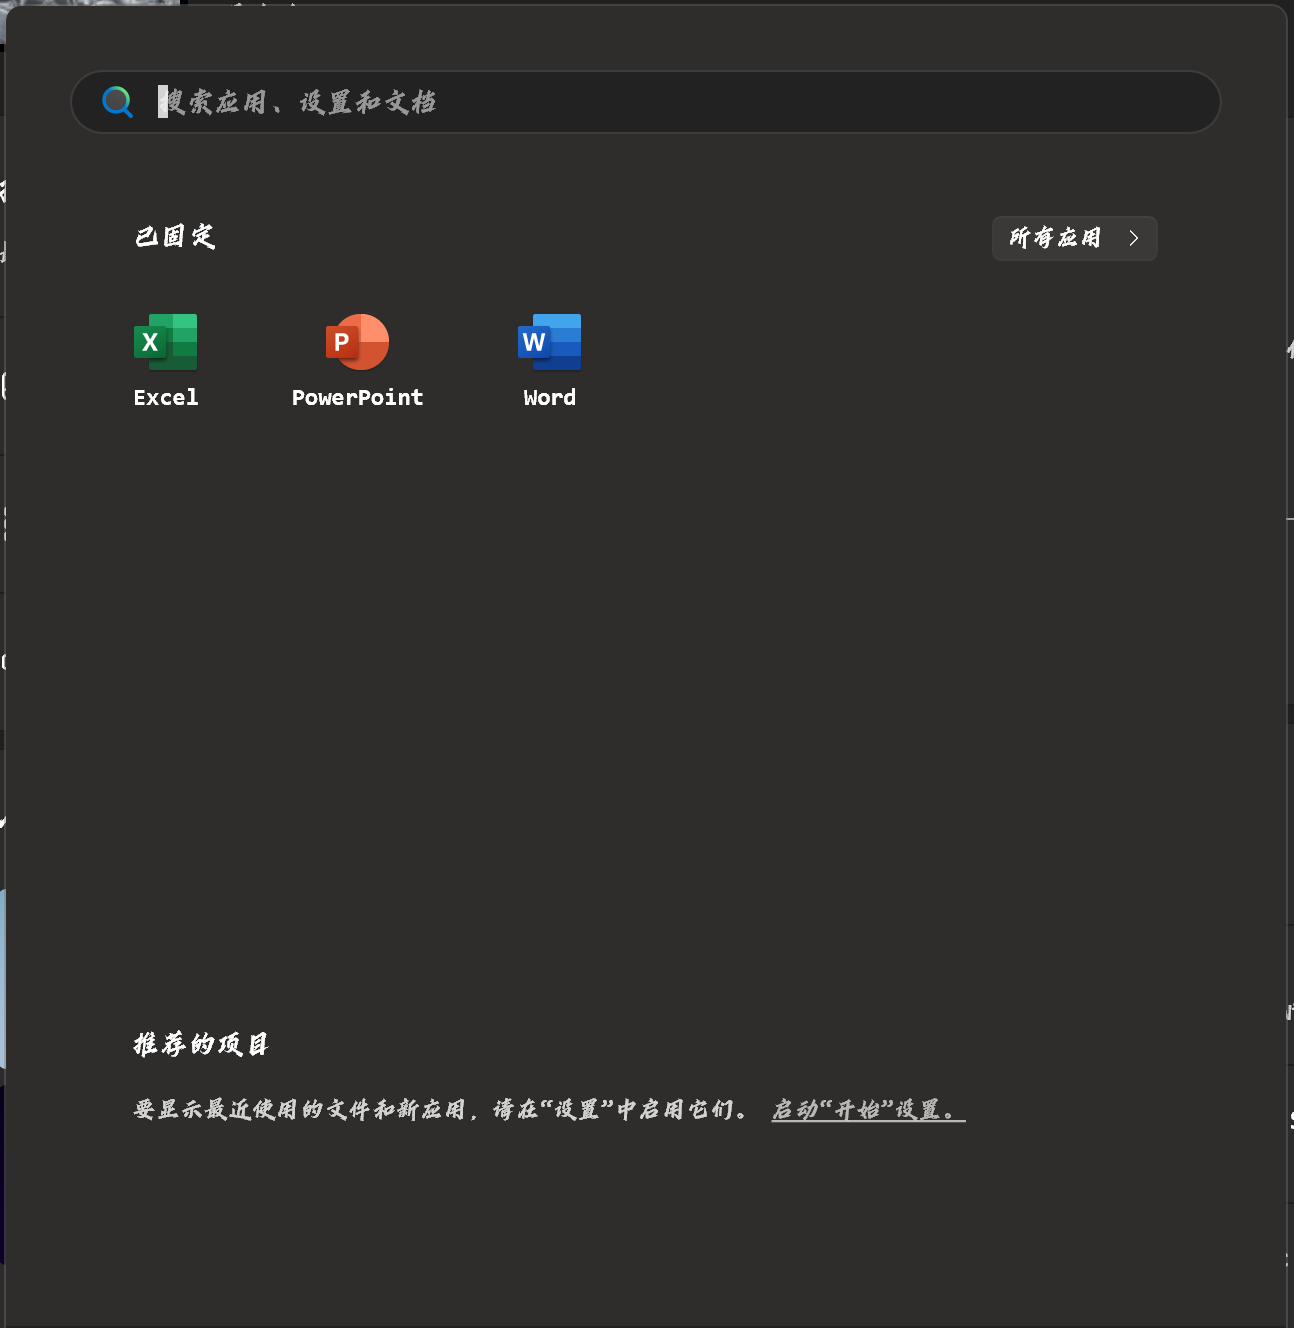 搜索应用、设置和文档
已固定
所有应用
X
P
W
Excel
PowerPoint
Word
推荐的项目
要显示最近使用的文件和新应用，请在“设置”中启用它们。 启动“开始”设置。